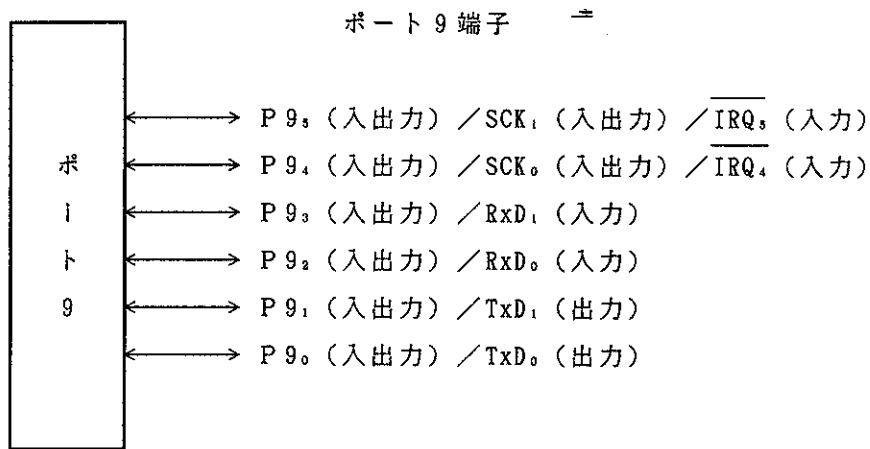 ポート9端子
P9₅（入出力）／SCK₁（入出力）／IRQ₅（入力）
P9₄（入出力）／SCK₀（入出力）／IRQ₄（入力）
P9₃（入出力）／RxD₁（入力）
P9₂（入出力）／RxD₀（入力）
P9₁（入出力）／TxD₁（出力）
P9₀（入出力）／TxD₀（出力）
ポート9